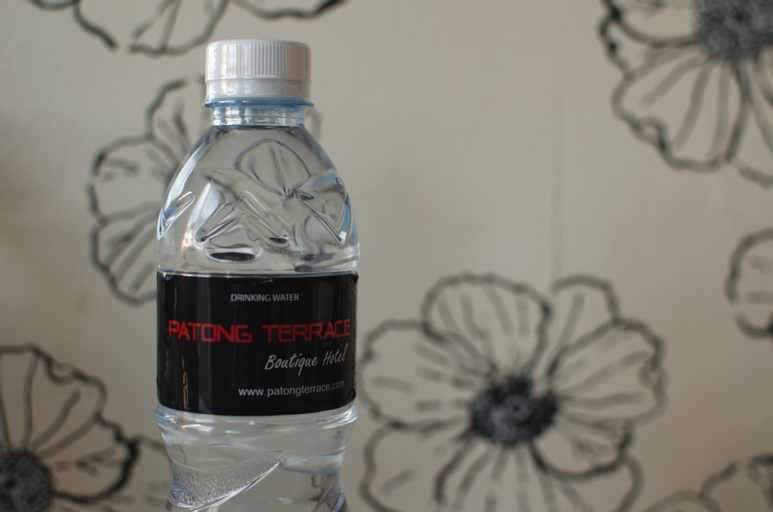 DRINKING WATER
PATONG TERRACE
Boutique Hotel
www.patongterrace.com